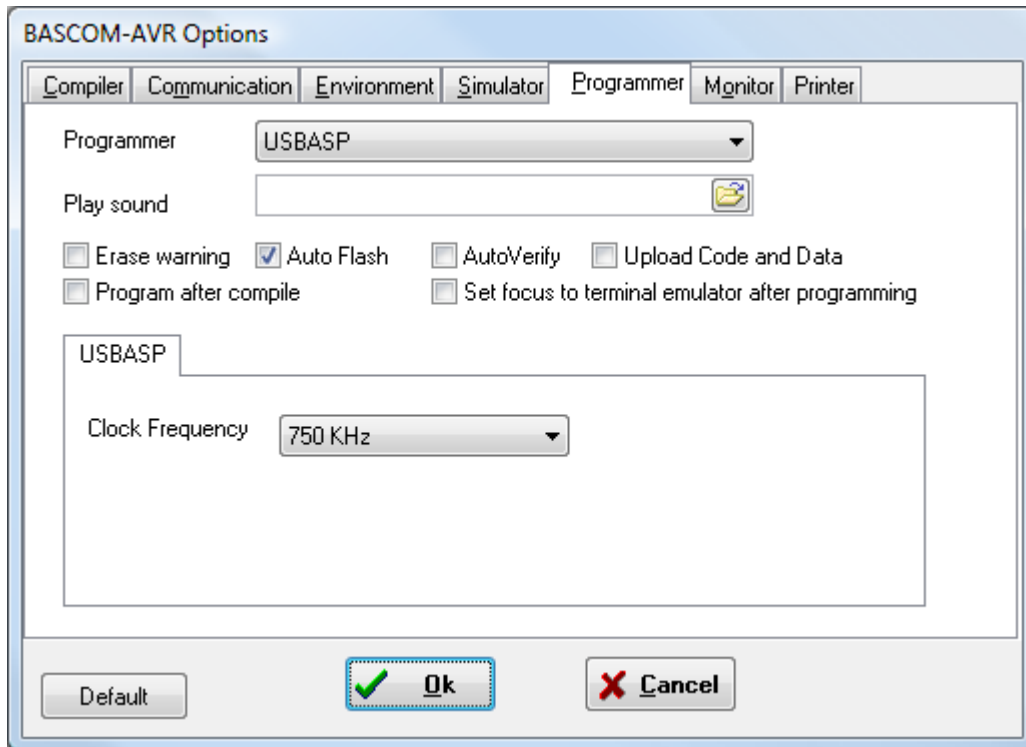 BASCOM-AVR Options
Compiler Communication Environment Simulator Programmer Monitor Printer
Programmer USBASP
Play sound
Erase warning Auto Flash AutoVerify Upload Code and Data
Program after compile Set focus to terminal emulator after programming
USBASP
Clock Frequency 750 KHz
Default Ok Cancel